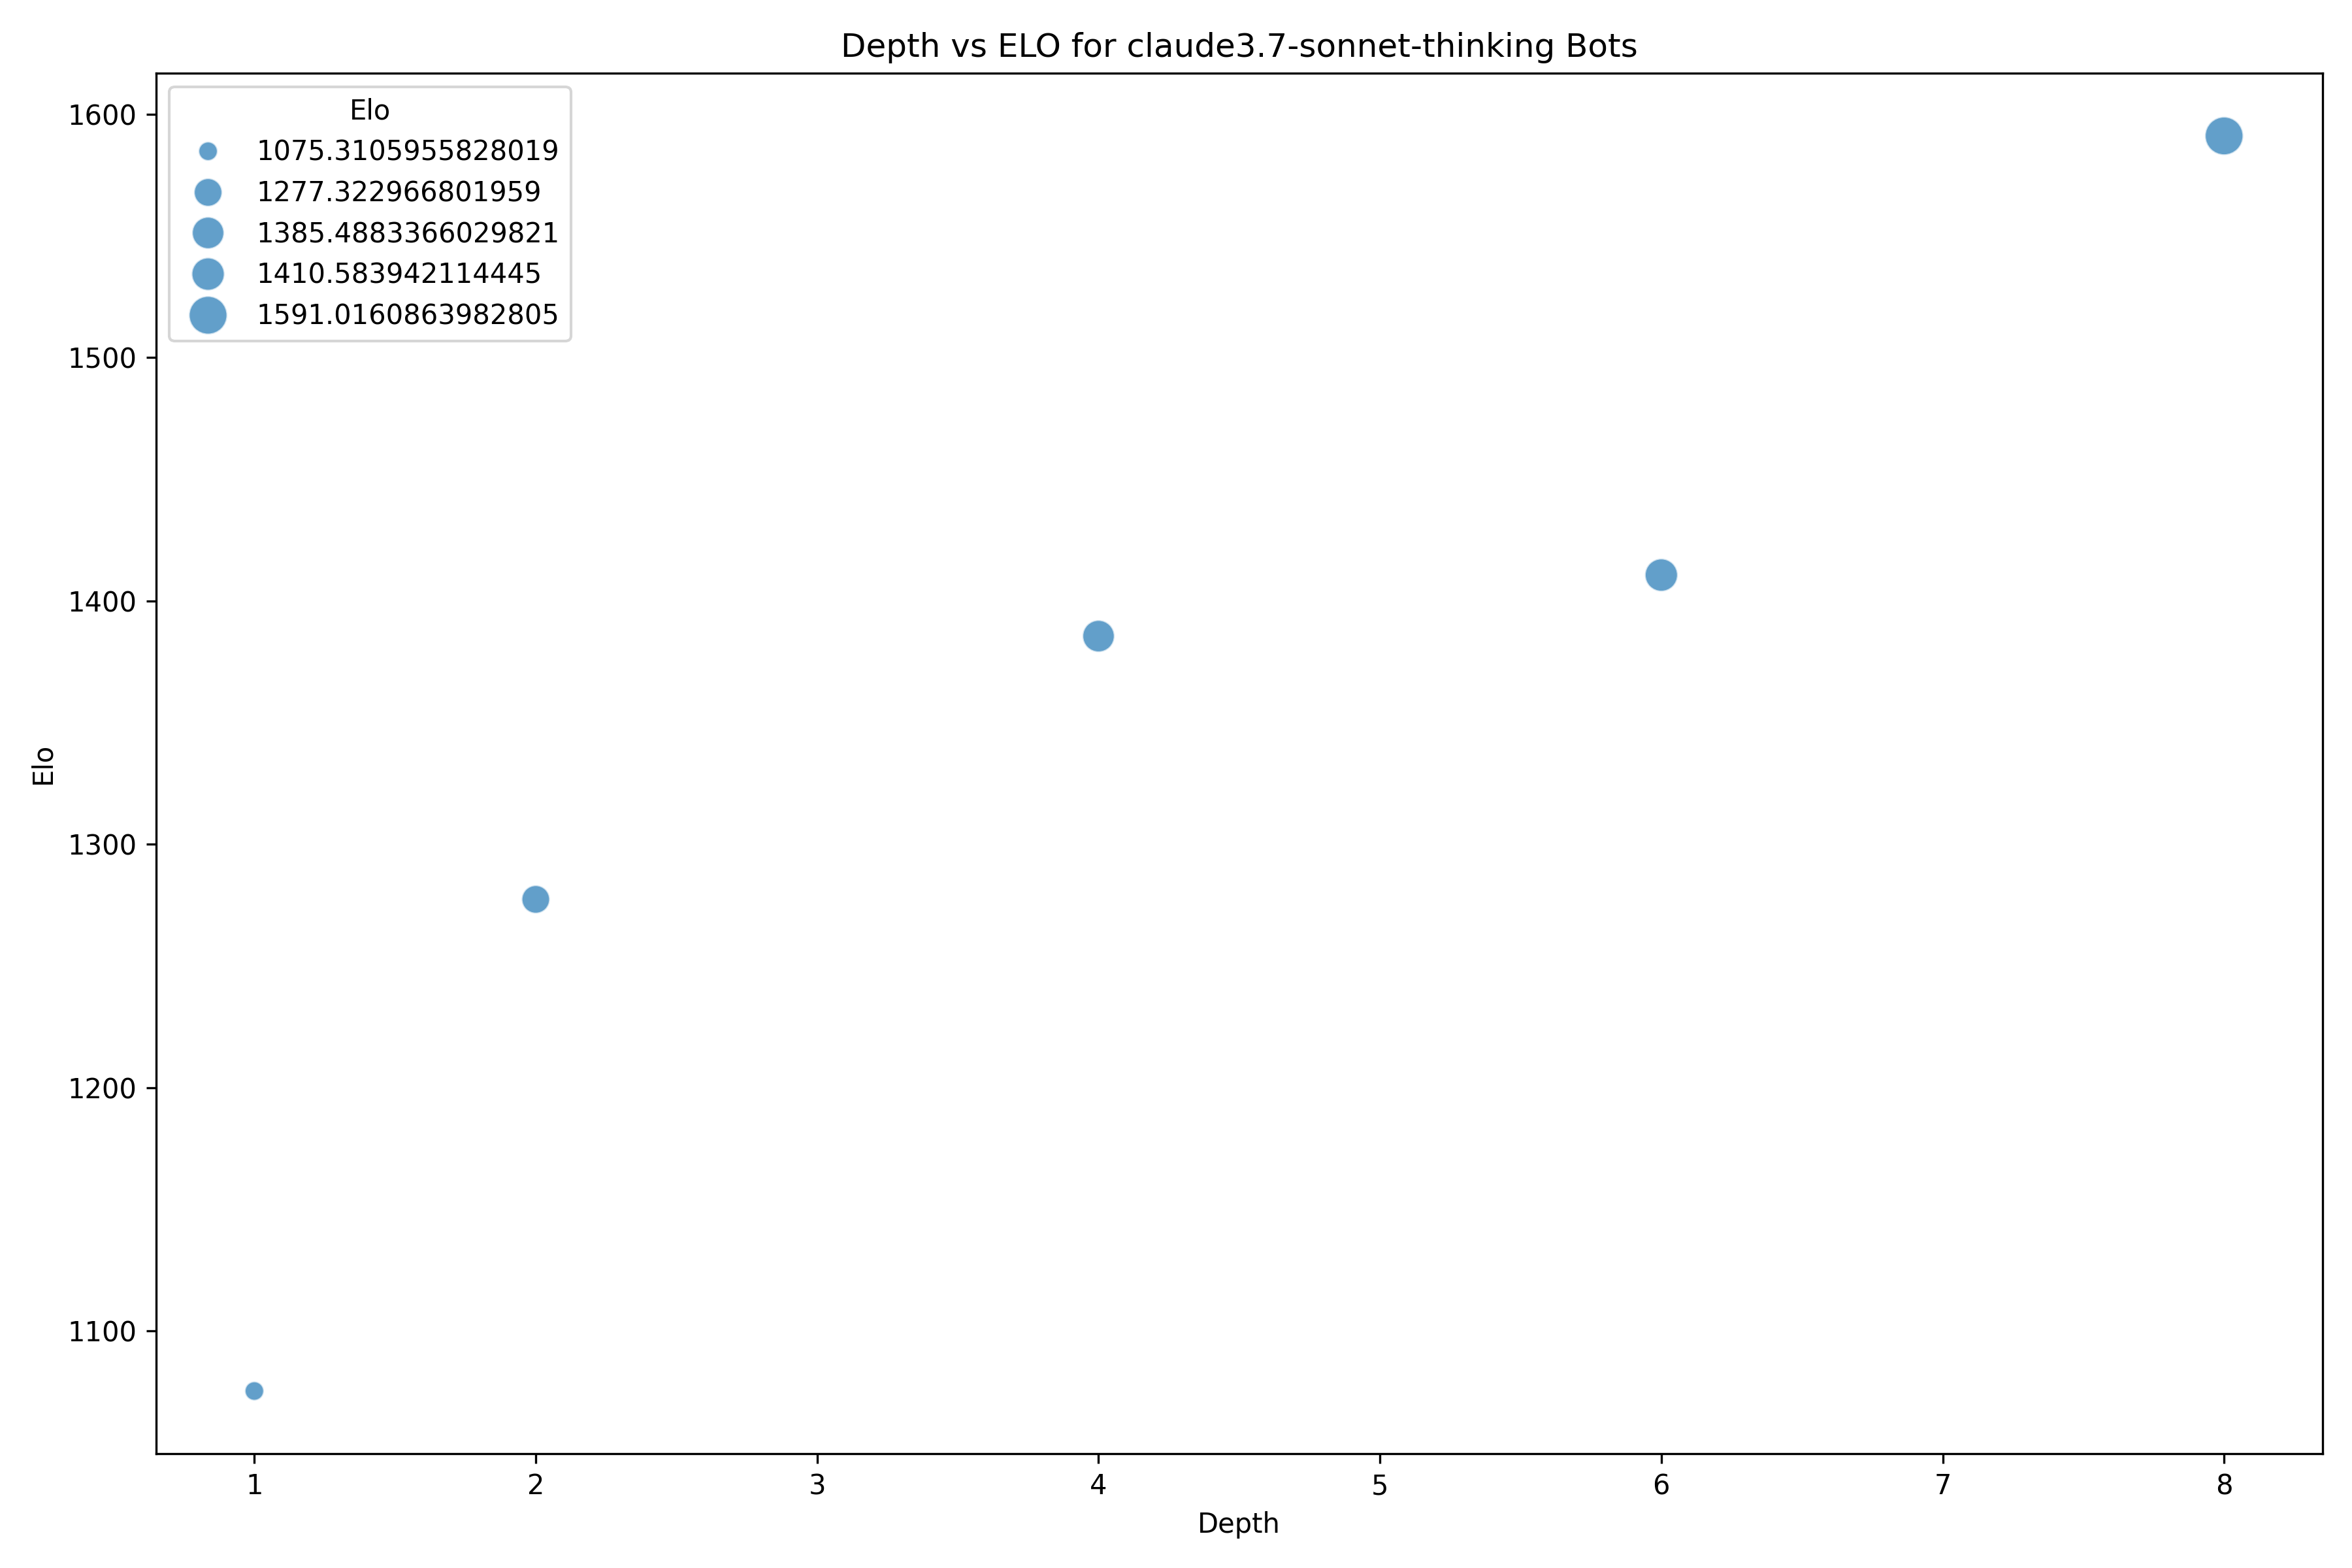 Depth vs ELO for claude3.7-sonnet-thinking Bots
Elo
1075.3105955828019
1277.322966801959
1385.4883366029821
1410.583942114445
1591.0160863982805
1600
1500
1400
1300
1200
1100
Elo
1 2 3 4 5 6 7 8
Depth